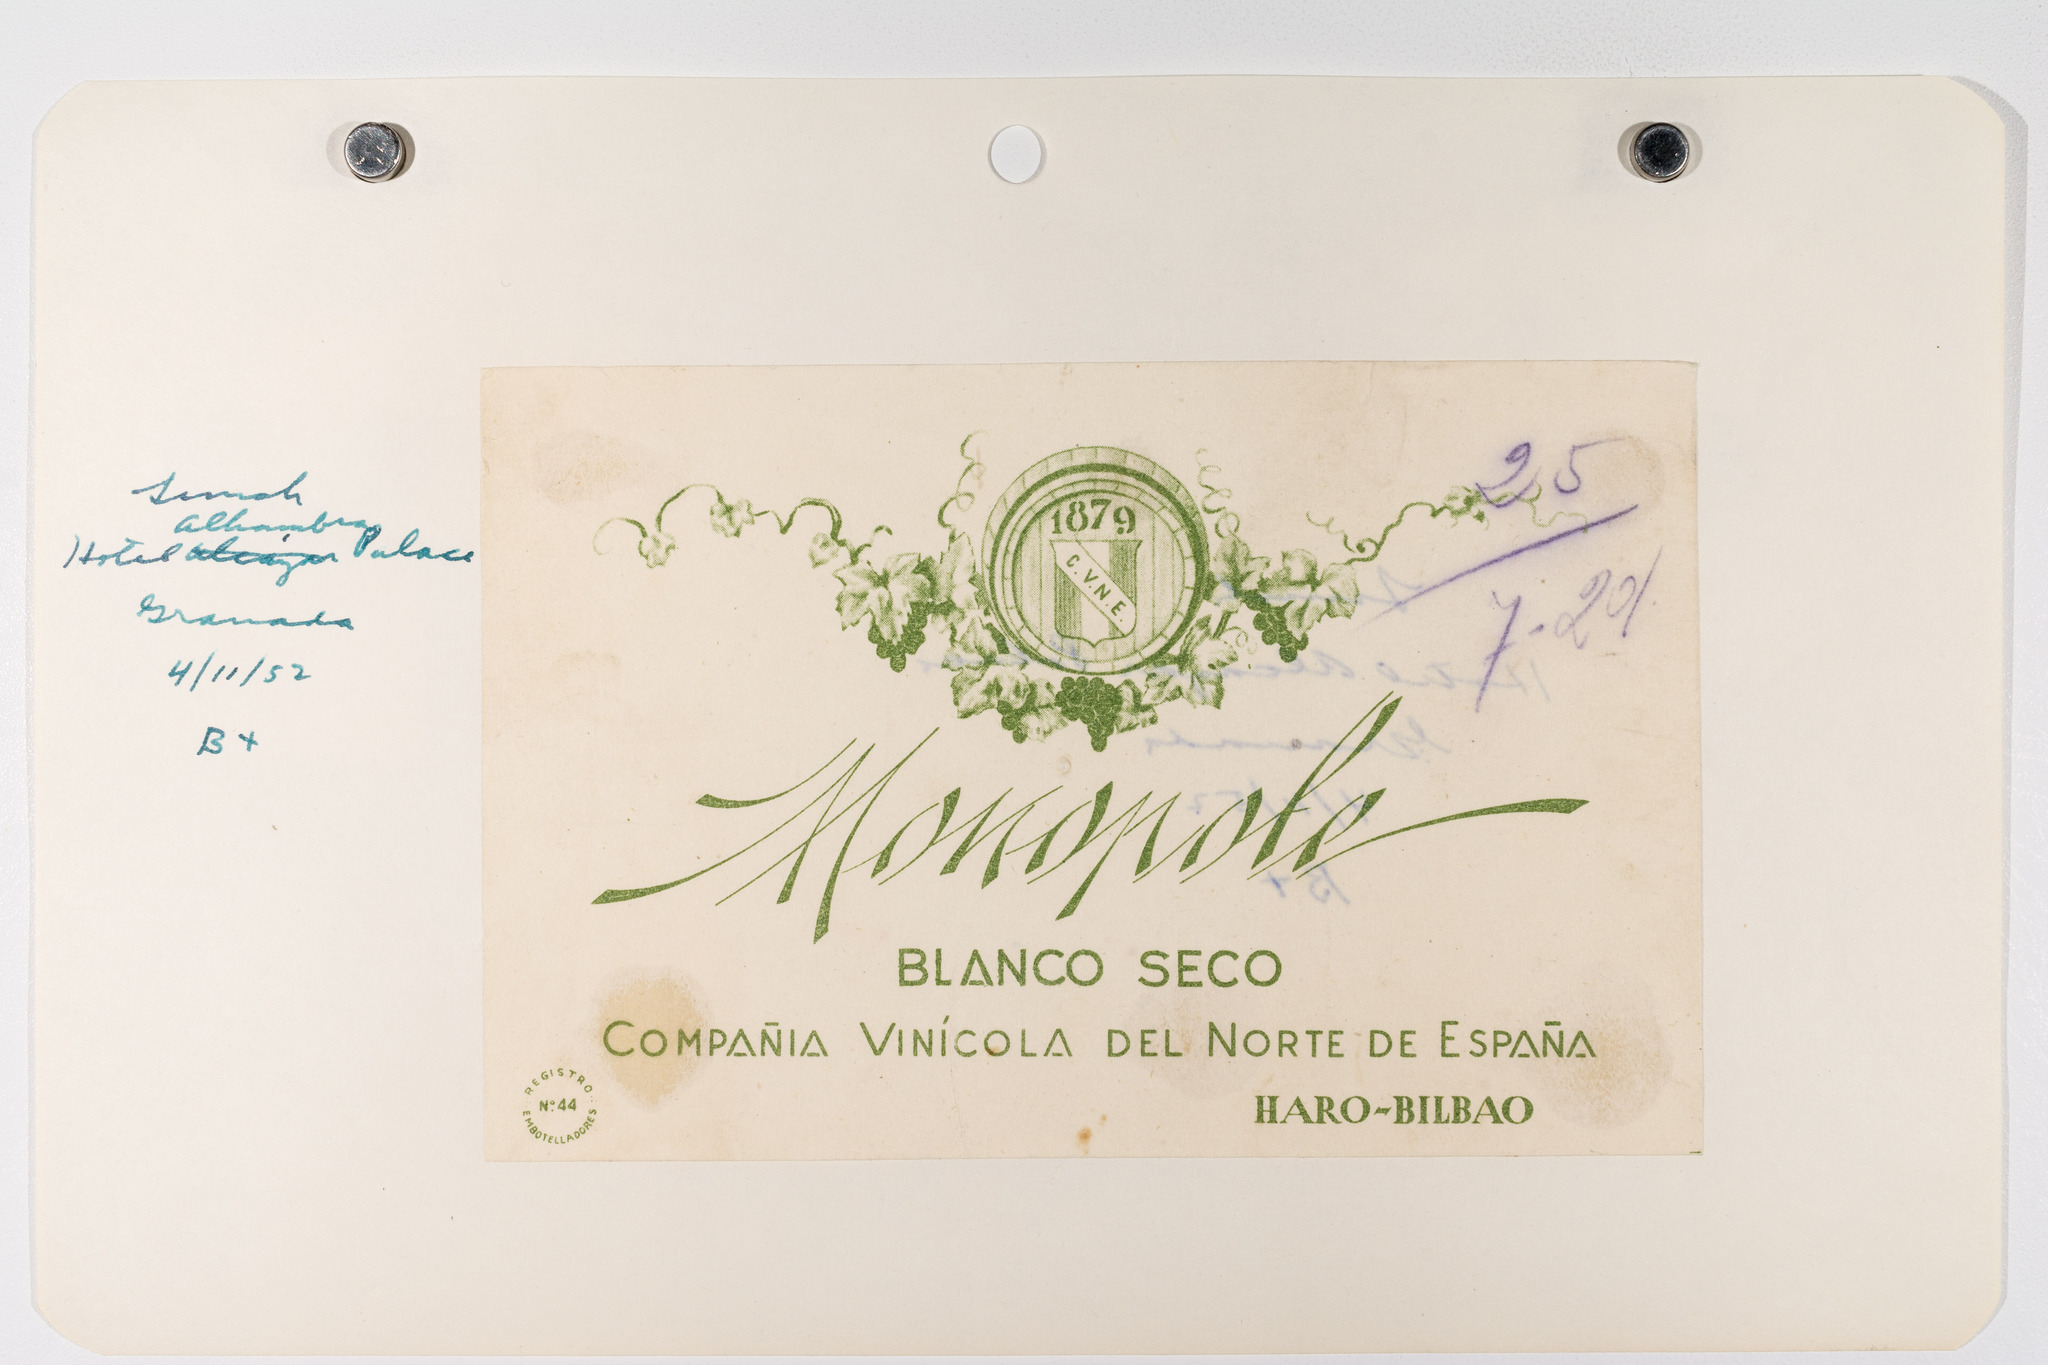 Lunch
Alhambra
Hotel Alcazar Palace
Granada
4/11/52
B+
25
7-20
1879
C.V.N.E.
Monopole
BLANCO SECO
COMPAÑIA VINÍCOLA DEL NORTE DE ESPAÑA
HARO-BILBAO
REGISTRO
Nº 44
EMBOTELLADORES